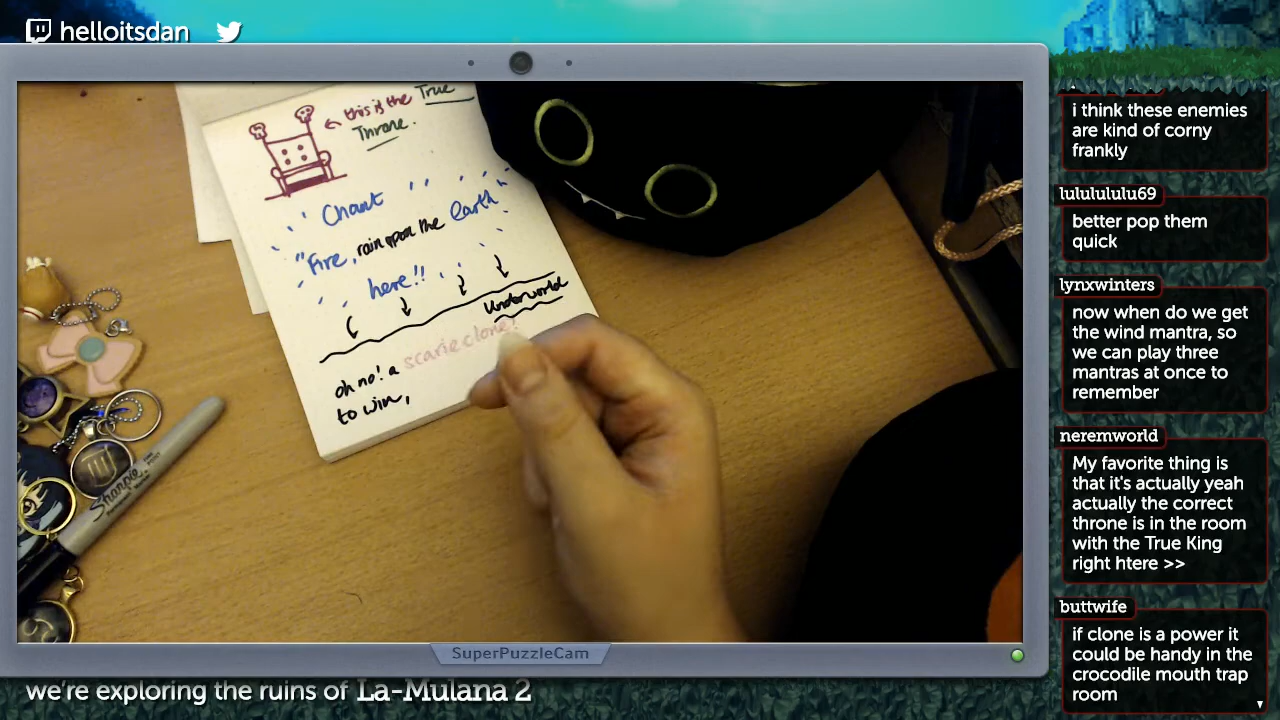 helloitsdan
this is the True
Throne.
Chant
"Fire, rain upon the earth"
here!!
Underworld
oh no! a scarie clone!
to win,
Sharpie
SuperPuzzleCam
we're exploring the ruins of La-Mulana 2
i think these enemies
are kind of corny
frankly
lululululu69
better pop them
quick
lynxwinters
now when do we get
the wind mantra, so
we can play three
mantras at once to
remember
neremworld
My favorite thing is
that it's actually yeah
actually the correct
throne is in the room
with the True King
right htere >>
buttwife
if clone is a power it
could be handy in the
crocodile mouth trap
room